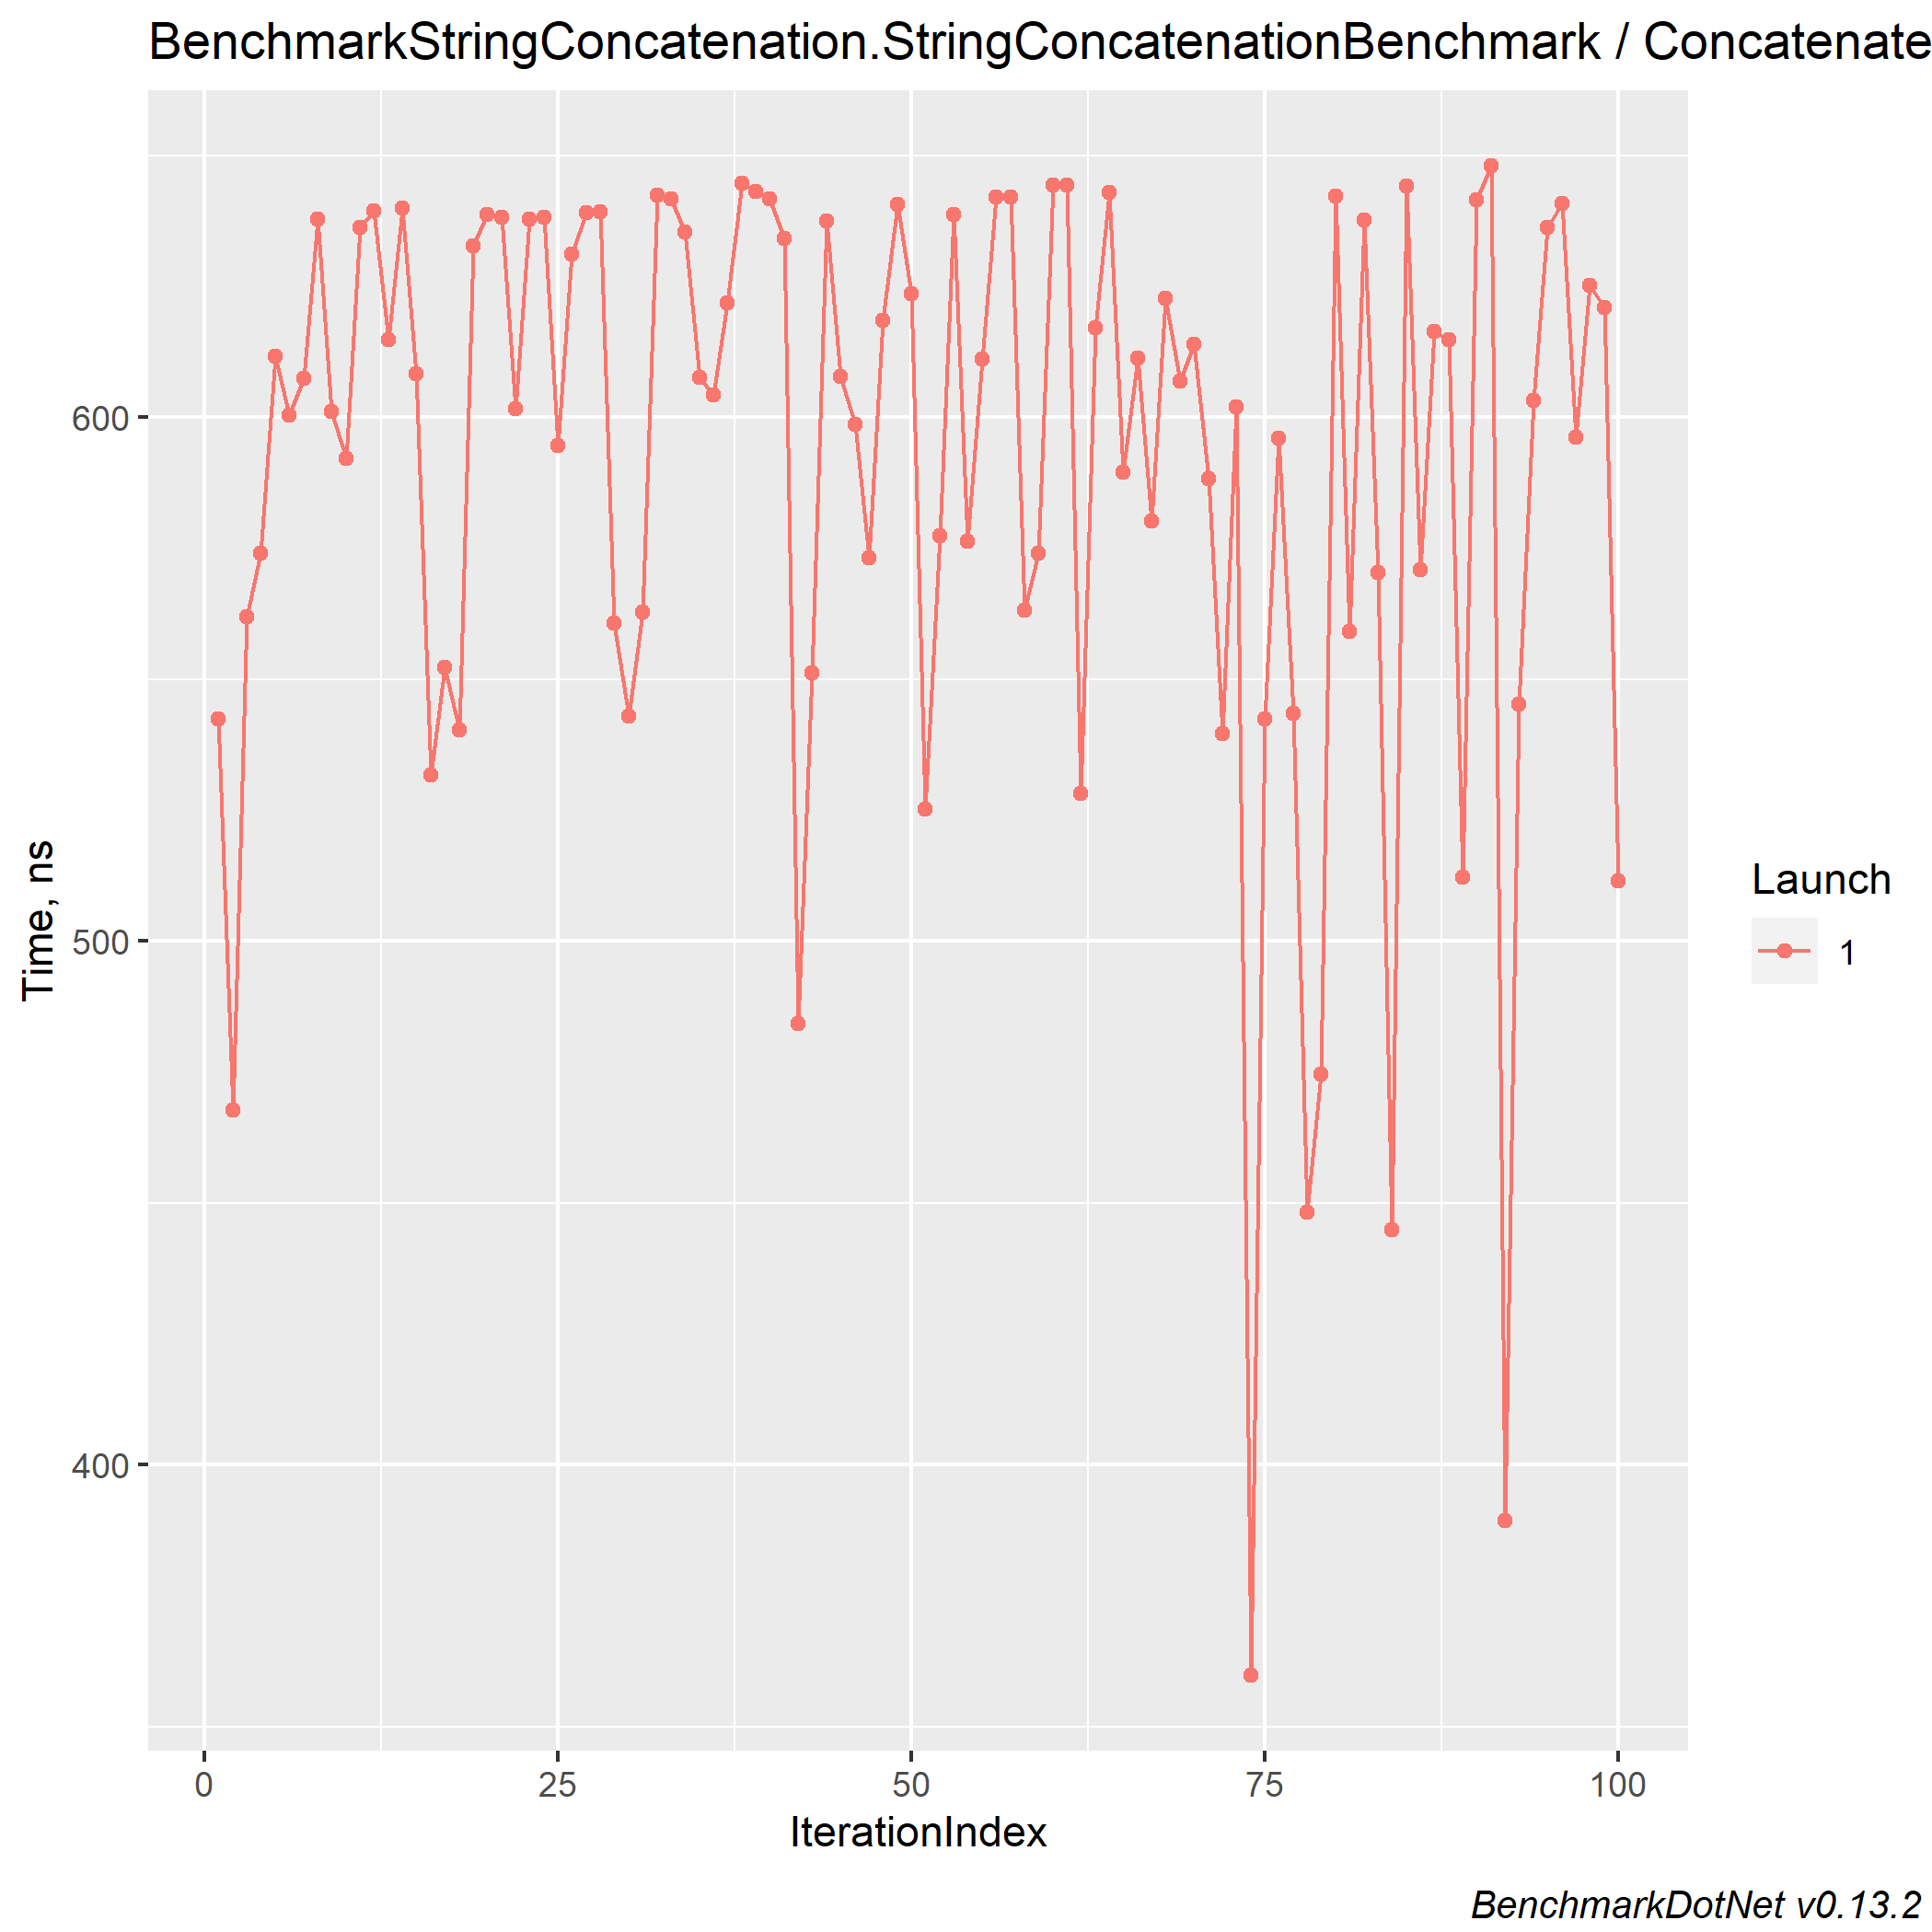 BenchmarkStringConcatenation.StringConcatenationBenchmark / Concatenate
600
500
400
Time, ns
0 25 50 75 100
IterationIndex
Launch
1
BenchmarkDotNet v0.13.2